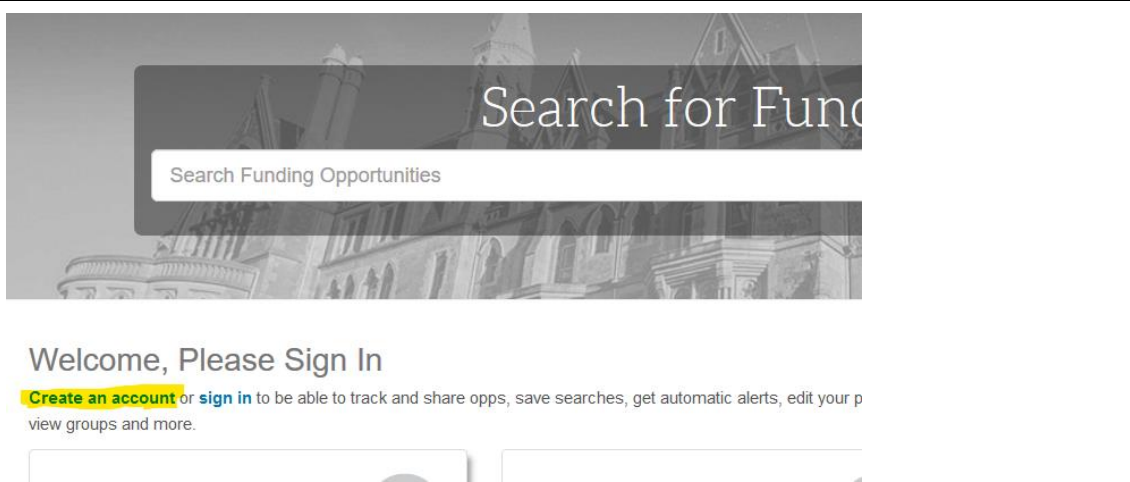 Search for Fund
Search Funding Opportunities
Welcome, Please Sign In
Create an account or sign in to be able to track and share opps, save searches, get automatic alerts, edit your p
view groups and more.